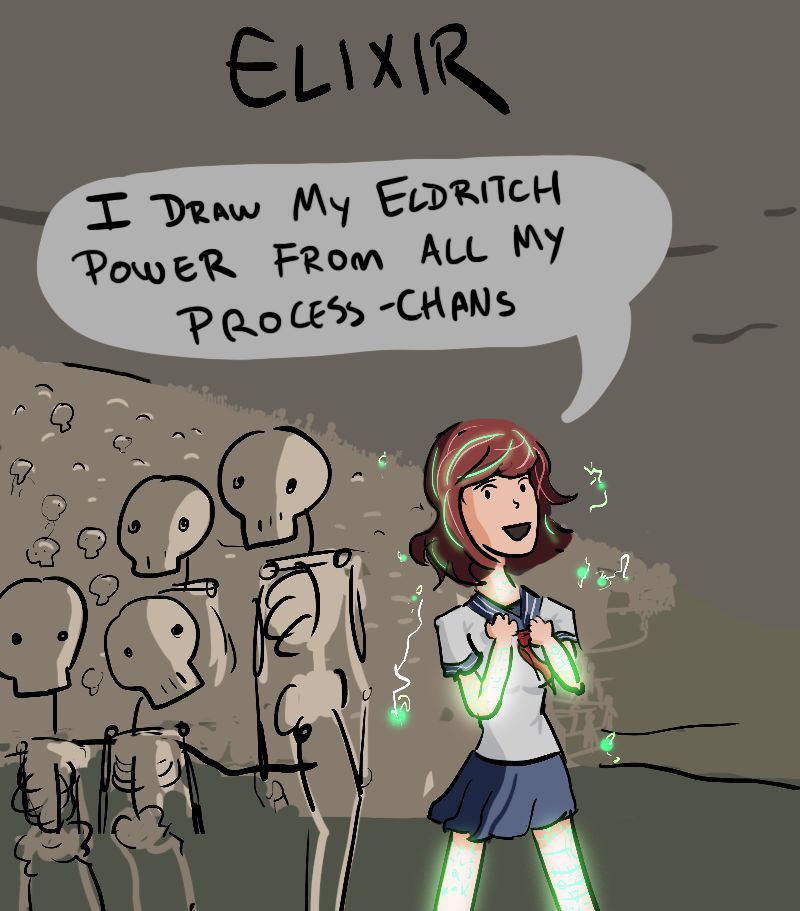 ELIXIR
I DRAW MY ELDRITCH
POWER FROM ALL MY
PROCESS-CHANS